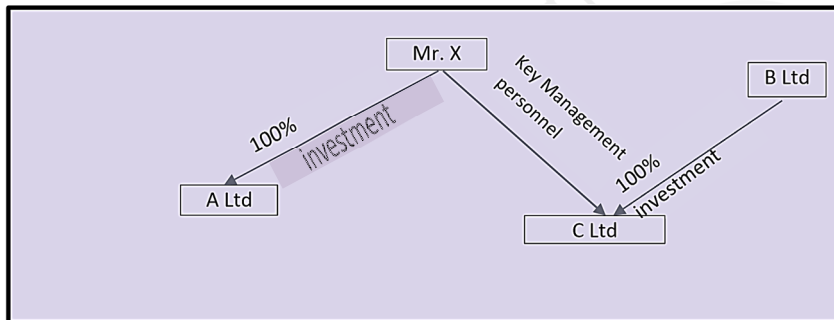 Mr. X
Key Management
personnel
B Ltd
100%
investment
100%
investment
A Ltd
C Ltd